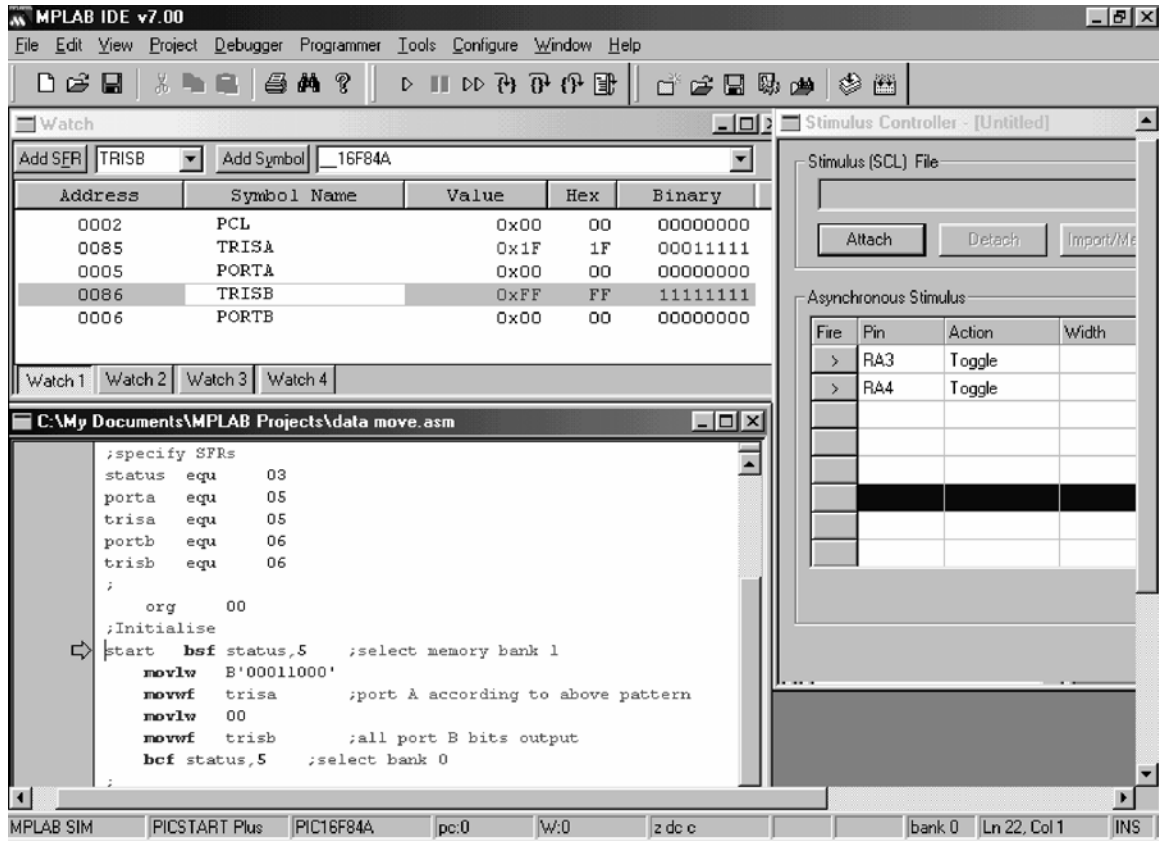 MPLAB IDE v7.00
File Edit View Project Debugger Programmer Tools Configure Window Help
Watch
Add SFR TRISB Add Symbol __16F84A
Address Symbol Name Value Hex Binary
0002 PCL 0x00 00 00000000
0085 TRISA 0x1F 1F 00011111
0005 PORTA 0x00 00 00000000
0086 TRISB 0xFF FF 11111111
0006 PORTB 0x00 00 00000000
Watch 1 Watch 2 Watch 3 Watch 4
Stimulus Controller - [Untitled]
Stimulus (SCL) File
Attach Detach Import/Me
Asynchronous Stimulus
Fire Pin Action Width
> RA3 Toggle
> RA4 Toggle
C:\My Documents\MPLAB Projects\data move.asm
;specify SFRs
status equ 03
porta equ 05
trisa equ 05
portb equ 06
trisb equ 06
;
org 00
;Initialise
start bsf status,5 ;select memory bank 1
movlw B'00011000'
movwf trisa ;port A according to above pattern
movlw 00
movwf trisb ;all port B bits output
bcf status,5 ;select bank 0
;
MPLAB SIM PICSTART Plus PIC16F84A pc:0 W:0 z dc c bank 0 Ln 22, Col 1 INS